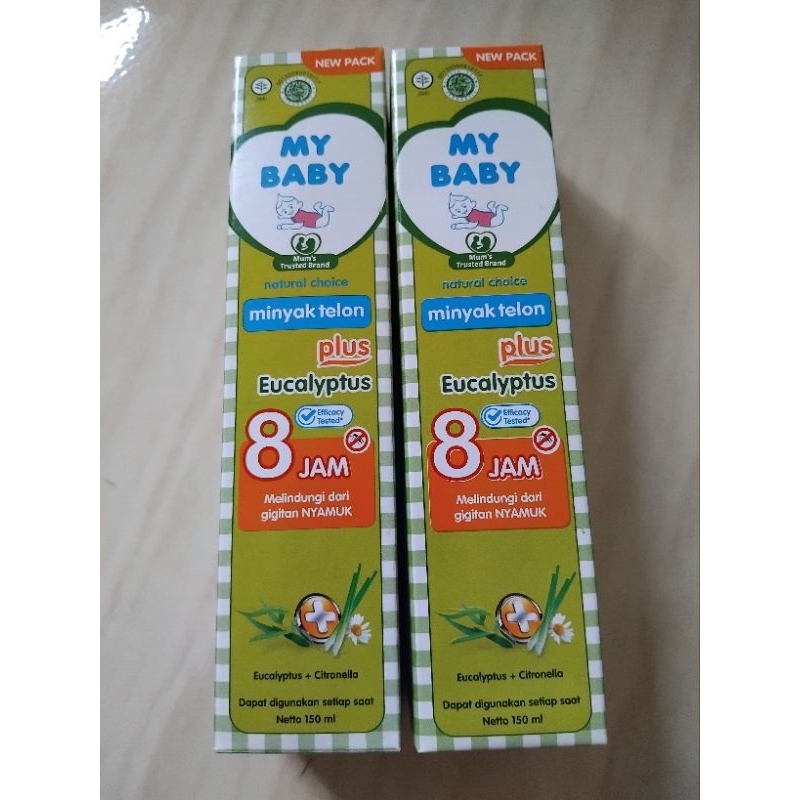 NEW PACK
JAMU
MY
BABY
Mum's
Trusted Brand
natural choice
minyak telon
plus
Eucalyptus
Efficacy
Tested*
8 JAM
Melindungi dari
gigitan NYAMUK
Eucalyptus + Citronella
Dapat digunakan setiap saat
Netto 150 ml
NEW PACK
JAMU
MY
BABY
Mum's
Trusted Brand
natural choice
minyak telon
plus
Eucalyptus
Efficacy
Tested*
8 JAM
Melindungi dari
gigitan NYAMUK
Eucalyptus + Citronella
Dapat digunakan setiap saat
Netto 150 ml